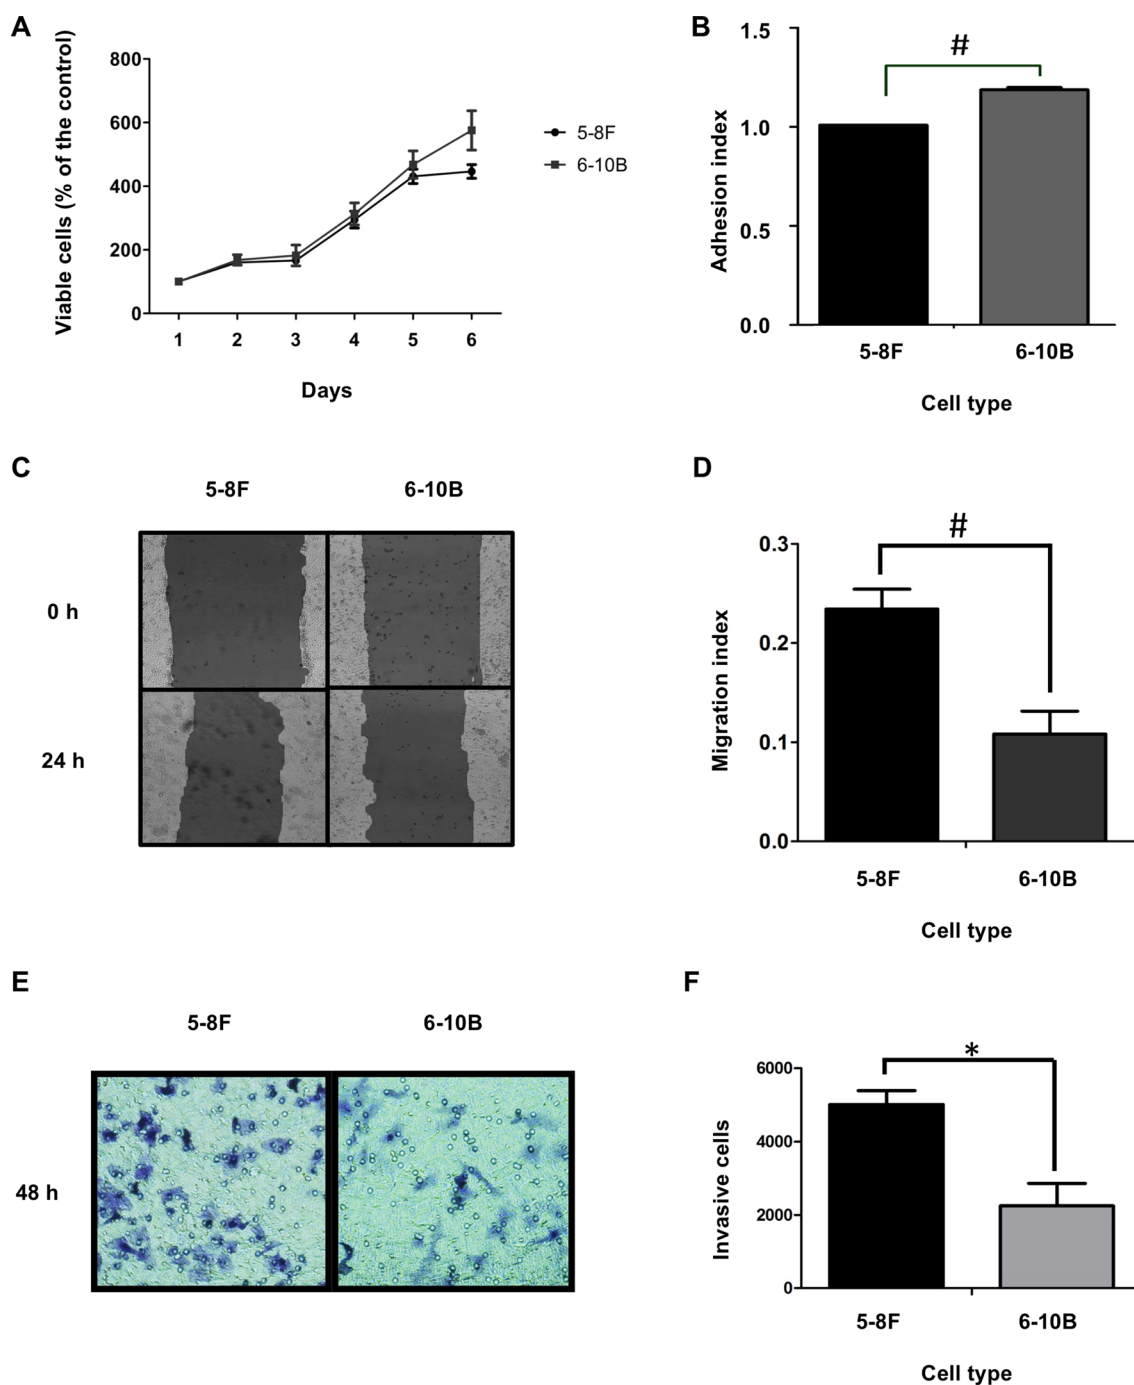 A
Viable cells (% of the control)
800
600
400
200
0
1 2 3 4 5 6
Days
5-8F
6-10B
B
Adhesion index
1.5
1.0
0.5
0.0
#
5-8F 6-10B
Cell type
C
5-8F 6-10B
0 h
24 h
D
Migration index
0.3
0.2
0.1
0.0
#
5-8F 6-10B
Cell type
E
5-8F 6-10B
48 h
F
Invasive cells
6000
4000
2000
0
*
5-8F 6-10B
Cell type